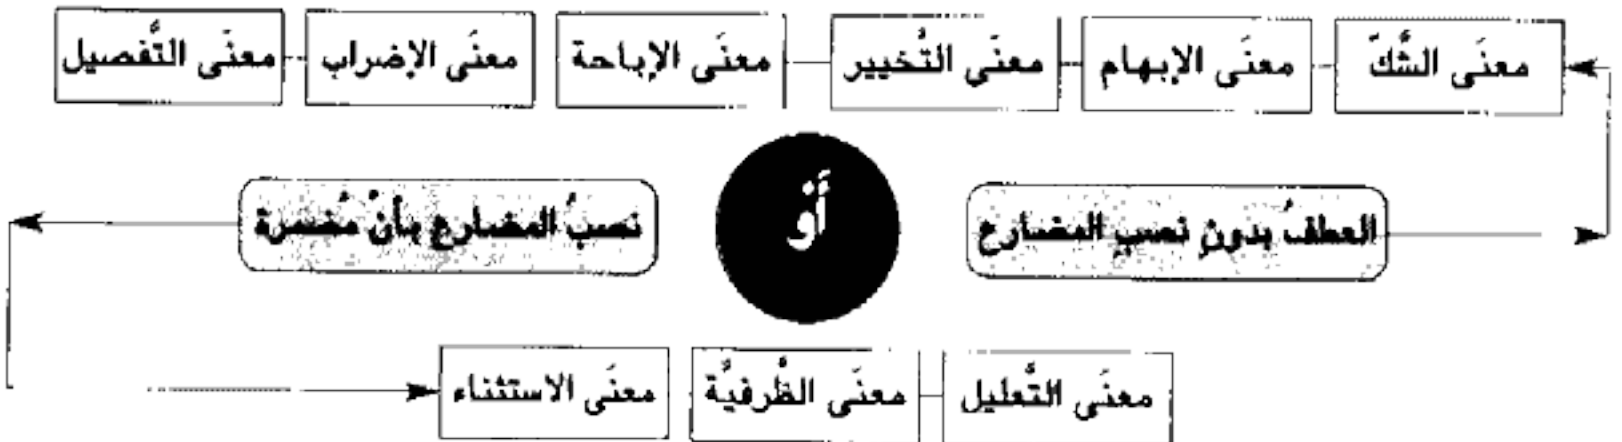 معنَى الشَّكّ معنَى الإبهام معنَى التَّخيير معنَى الإباحة معنَى الإضراب معنَى التَّفصيل
العطفُ بدونِ نصبِ المضارع أَوْ نصبُ المضارع بأنْ مُضمرة
معنَى التَّعليل معنَى الظَّرفيَّة معنَى الاستثناء